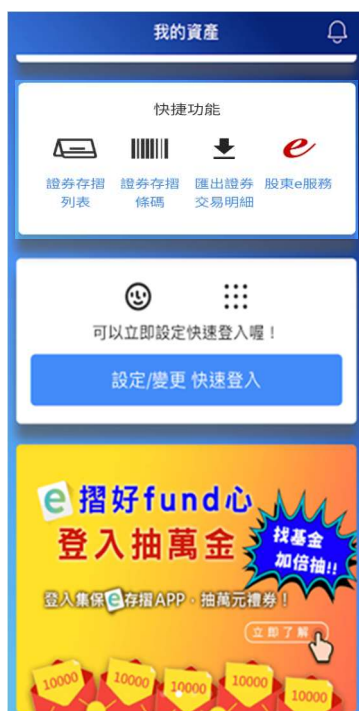 我的資產
快捷功能
證券存摺 證券存摺 匯出證券 股東e服務
列表 條碼 交易明細
可以立即設定快速登入喔！
設定/變更 快速登入
e摺好fund心
登入抽萬金
找基金
加倍抽!!
登入集保e存摺APP，抽萬元禮券！
立即了解
10000 10000 10000 10000 10000